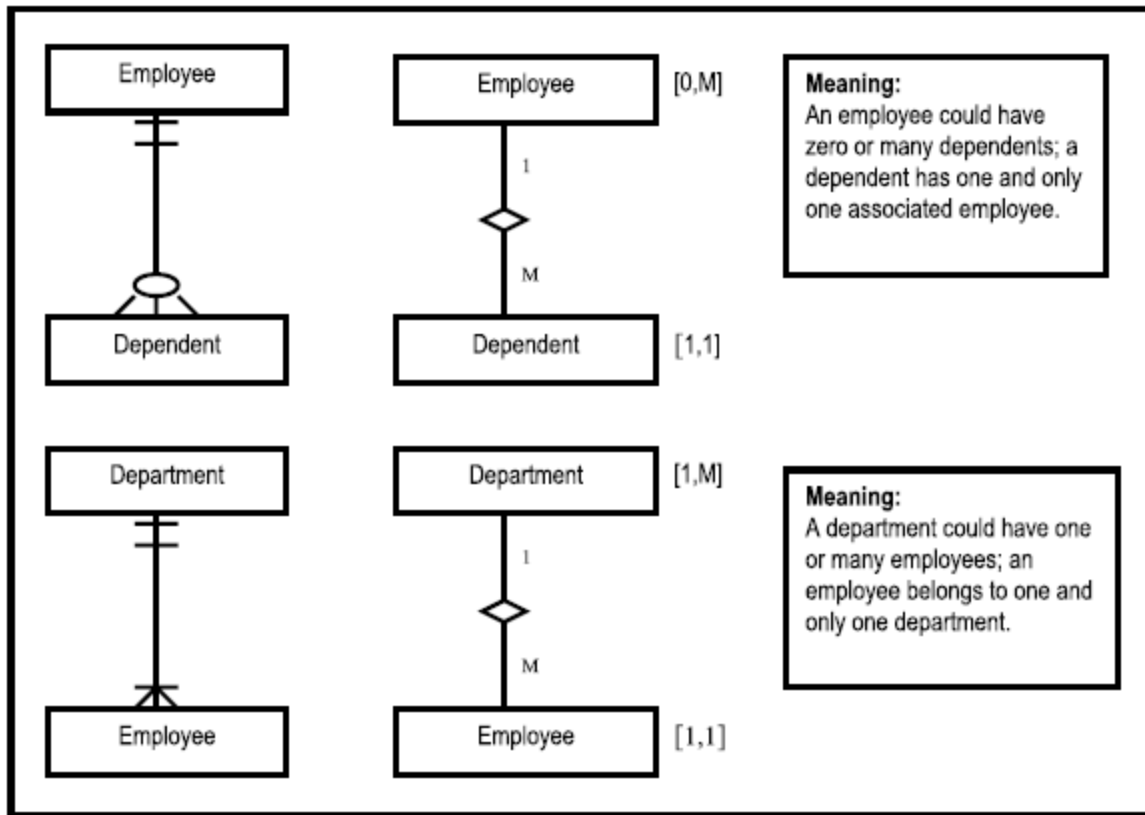 Employee
Employee
[0,M]
Meaning:
An employee could have
zero or many dependents; a
dependent has one and only
one associated employee.
1
M
Dependent
Dependent
[1,1]
Department
Department
[1,M]
Meaning:
A department could have one
or many employees; an
employee belongs to one and
only one department.
1
M
Employee
Employee
[1,1]